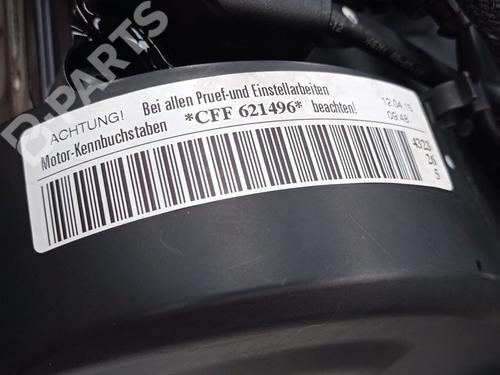 B-PARTS
ACHTUNG! Bei allen Pruef-und Einstellarbeiten
Motor-Kennbuchstaben *CFF 621496* beachten!
12.04.15
09:48
4323
26
5